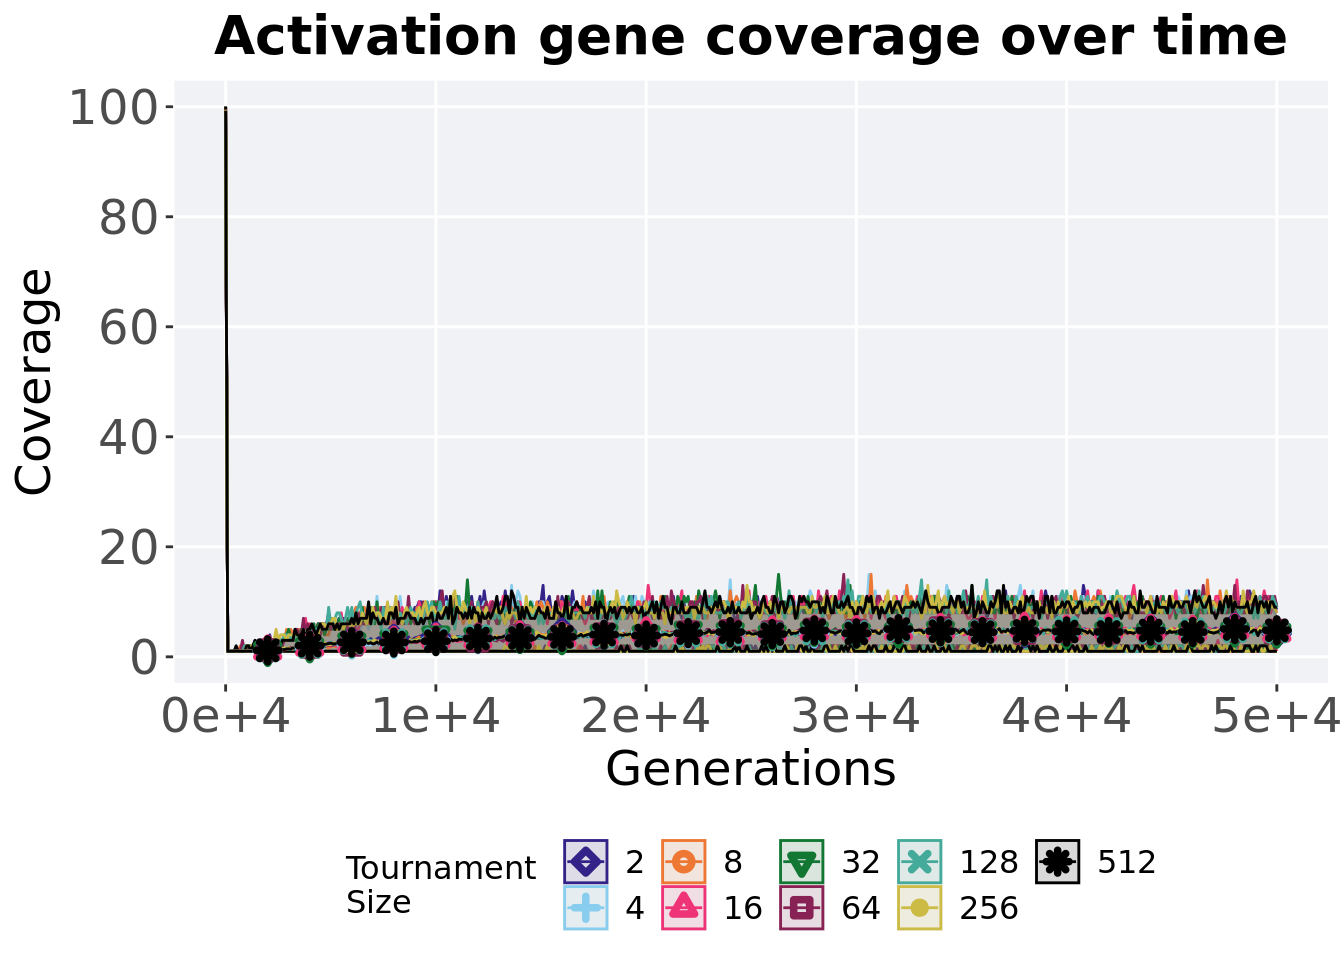 Activation gene coverage over time
Coverage
100
80
60
40
20
0
0e+4 1e+4 2e+4 3e+4 4e+4 5e+4
Generations
Tournament
Size
2 8 32 128 512
4 16 64 256